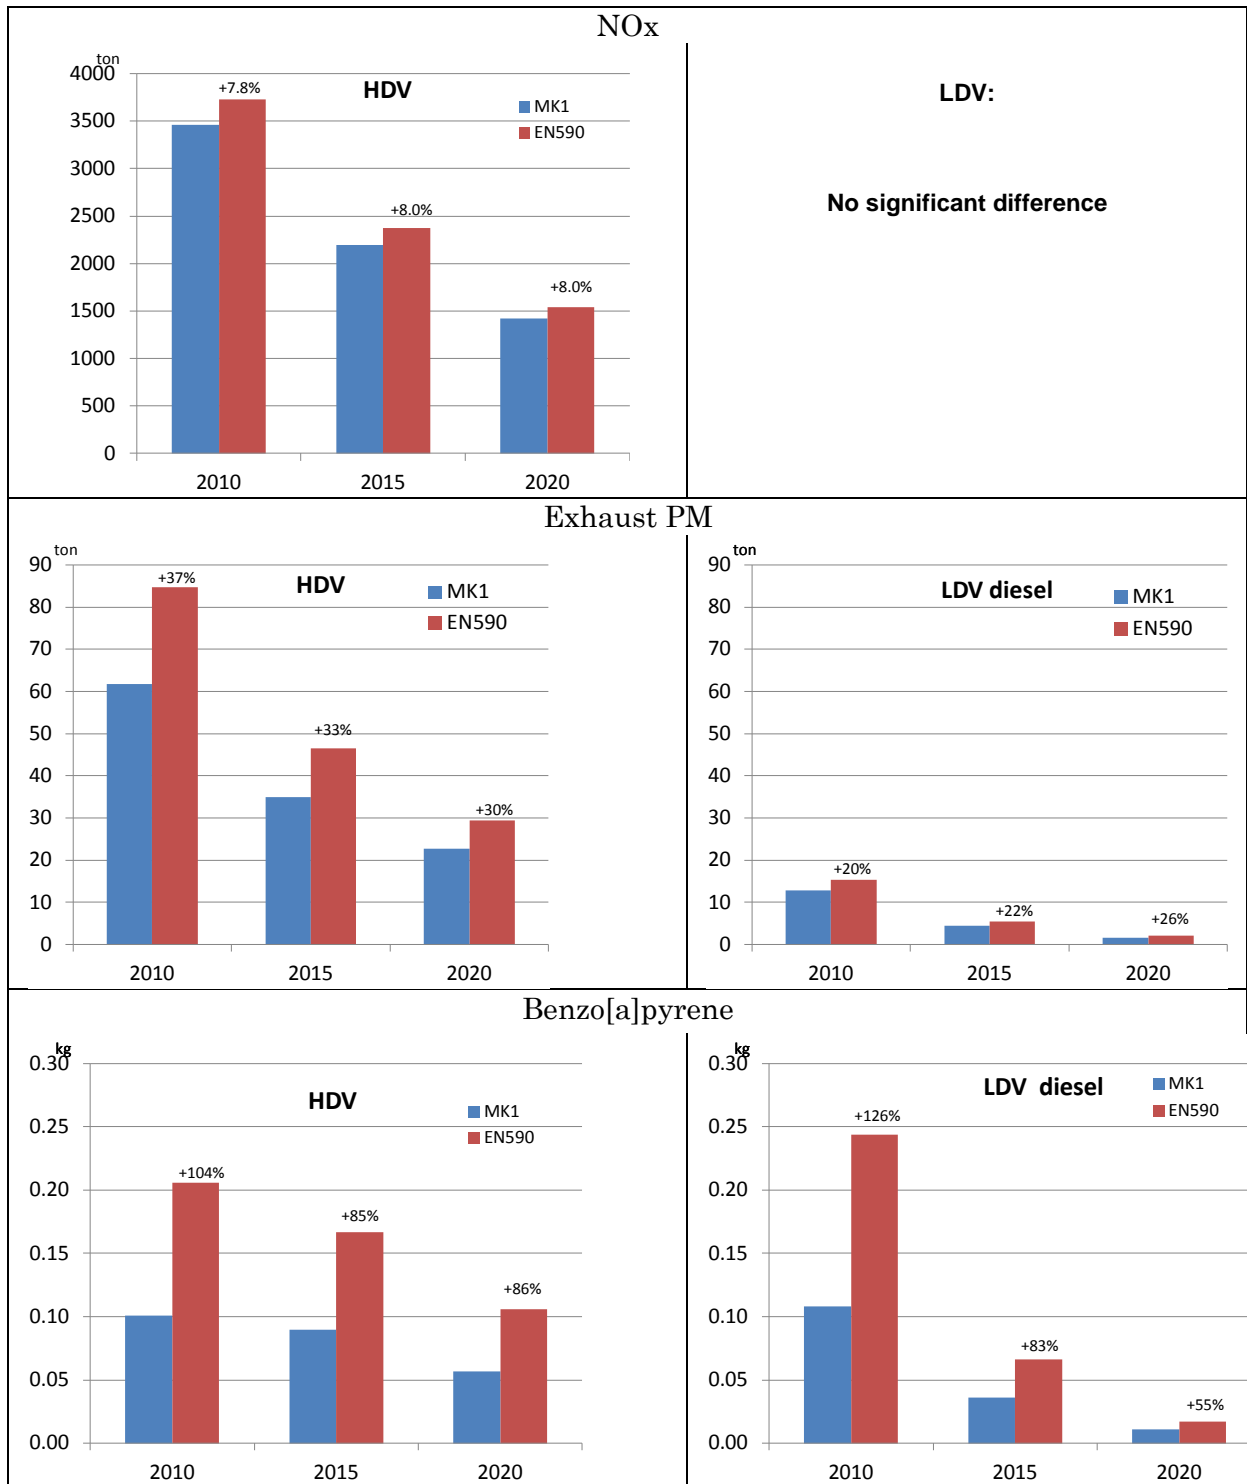 NOx
ton
HDV
MK1
EN590
4000
3500
3000
2500
2000
1500
1000
500
0
+7.8%
+8.0%
+8.0%
2010 2015 2020
LDV:
No significant difference
Exhaust PM
ton
HDV
MK1
EN590
90
80
70
60
50
40
30
20
10
0
+37%
+33%
+30%
2010 2015 2020
ton
LDV diesel
MK1
EN590
90
80
70
60
50
40
30
20
10
0
+20%
+22%
+26%
2010 2015 2020
Benzo[a]pyrene
kg
HDV
MK1
EN590
0.30
0.25
0.20
0.15
0.10
0.05
0.00
+104%
+85%
+86%
2010 2015 2020
kg
LDV diesel
MK1
EN590
0.30
0.25
0.20
0.15
0.10
0.05
0.00
+126%
+83%
+55%
2010 2015 2020